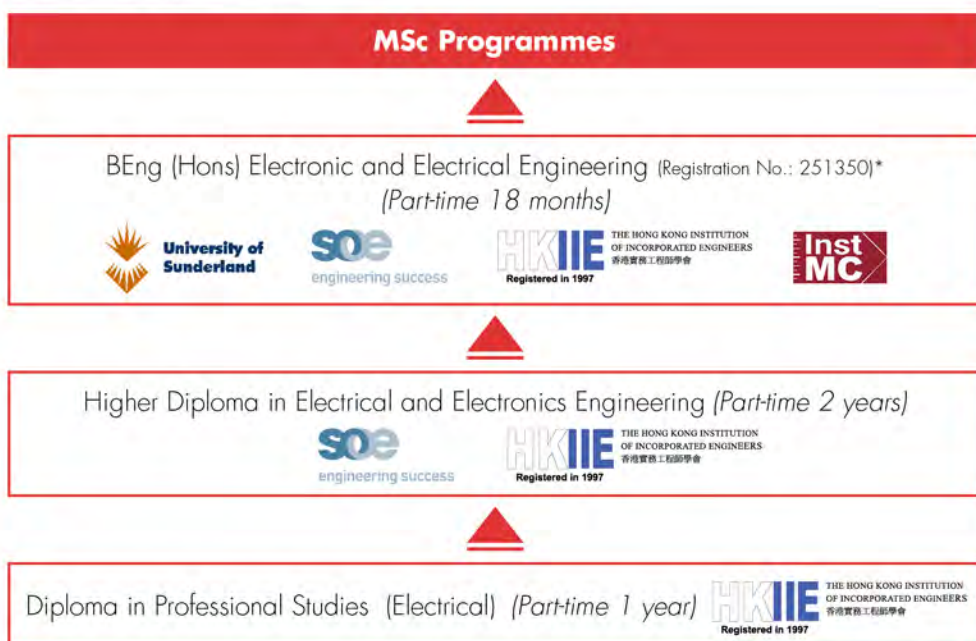 MSc Programmes
BEng (Hons) Electronic and Electrical Engineering (Registration No.: 251350)*
(Part-time 18 months)
University of
Sunderland
soe
engineering success
HKIIE
Registered in 1997
THE HONG KONG INSTITUTION
OF INCORPORATED ENGINEERS
香港實務工程師學會
Inst
MC
Higher Diploma in Electrical and Electronics Engineering (Part-time 2 years)
soe
engineering success
HKIIE
Registered in 1997
THE HONG KONG INSTITUTION
OF INCORPORATED ENGINEERS
香港實務工程師學會
Diploma in Professional Studies (Electrical) (Part-time 1 year)
HKIIE
Registered in 1997
THE HONG KONG INSTITUTION
OF INCORPORATED ENGINEERS
香港實務工程師學會